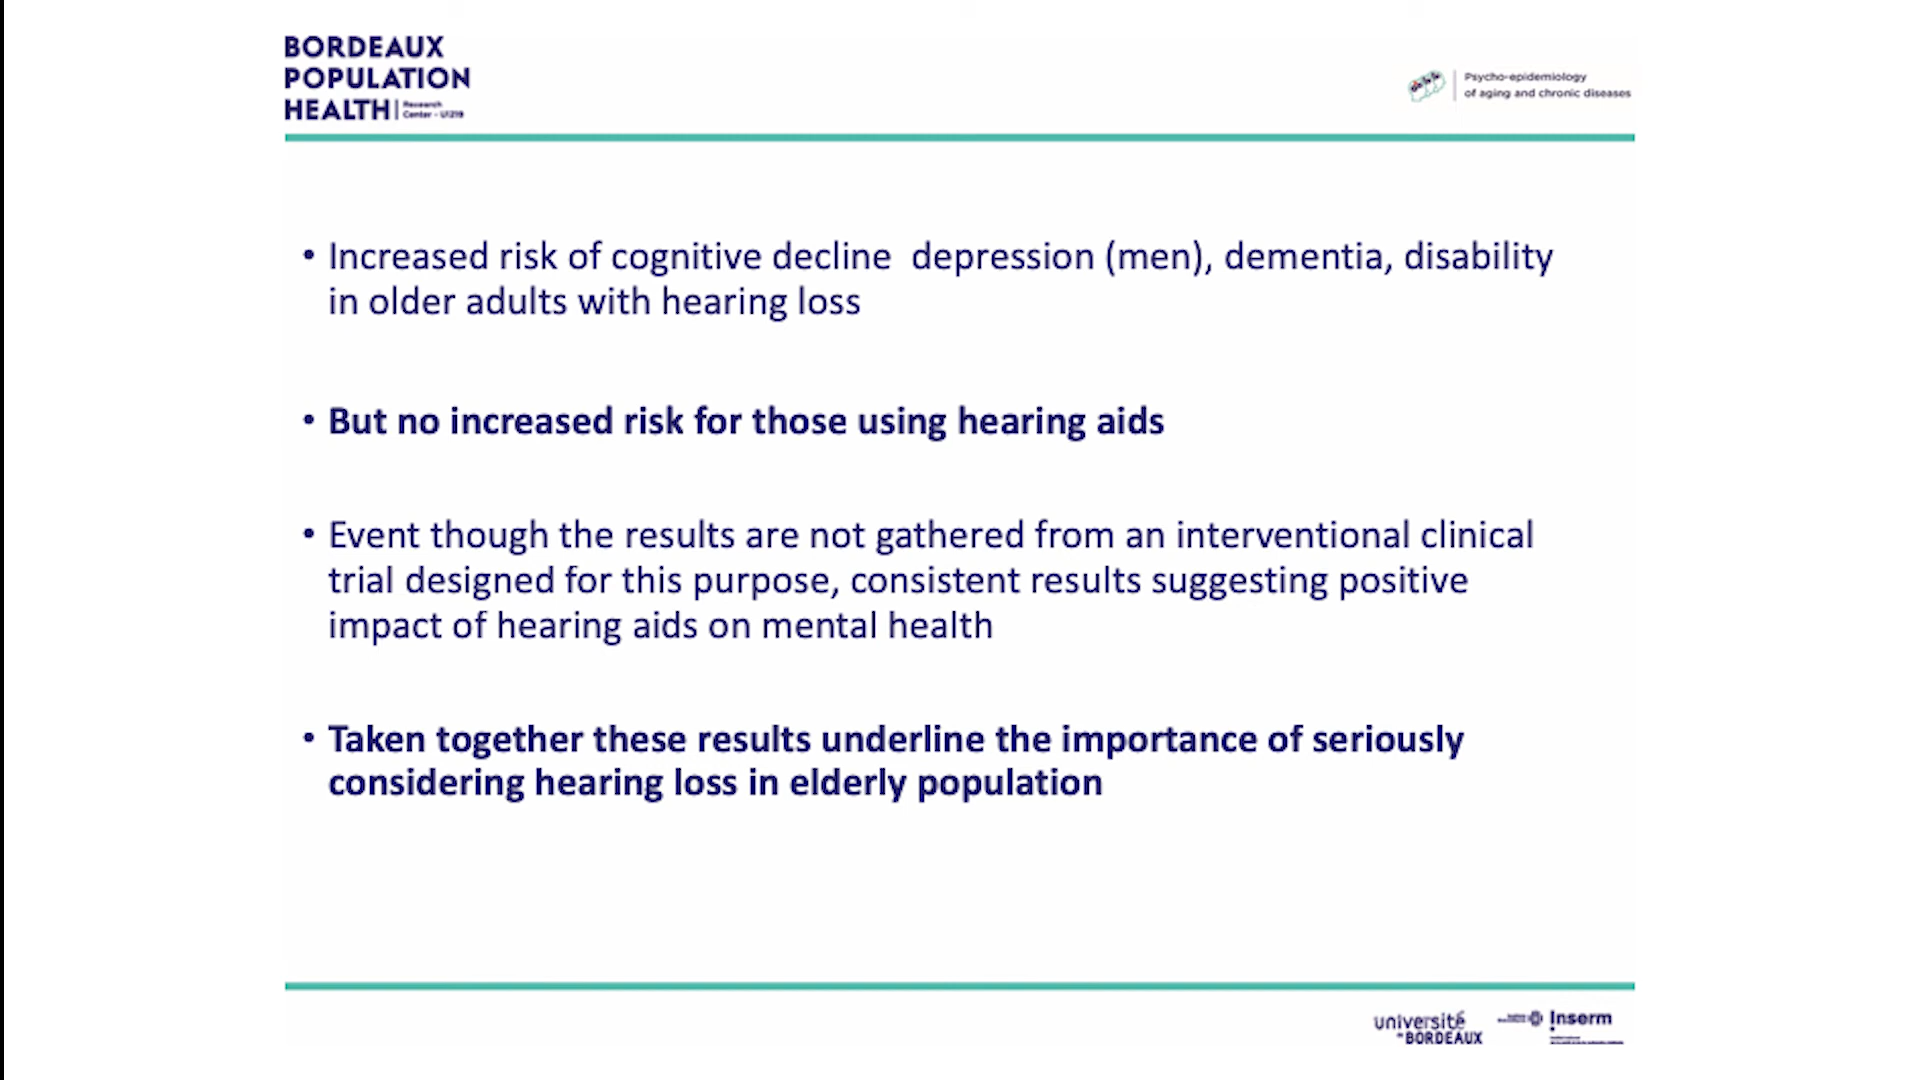 BORDEAUX
POPULATION
HEALTH Research
Center - U1219
Psycho-epidemiology
of aging and chronic diseases
• Increased risk of cognitive decline  depression (men), dementia, disability
in older adults with hearing loss
• But no increased risk for those using hearing aids
• Event though the results are not gathered from an interventional clinical
trial designed for this purpose, consistent results suggesting positive
impact of hearing aids on mental health
• Taken together these results underline the importance of seriously
considering hearing loss in elderly population
université
de BORDEAUX
Inserm